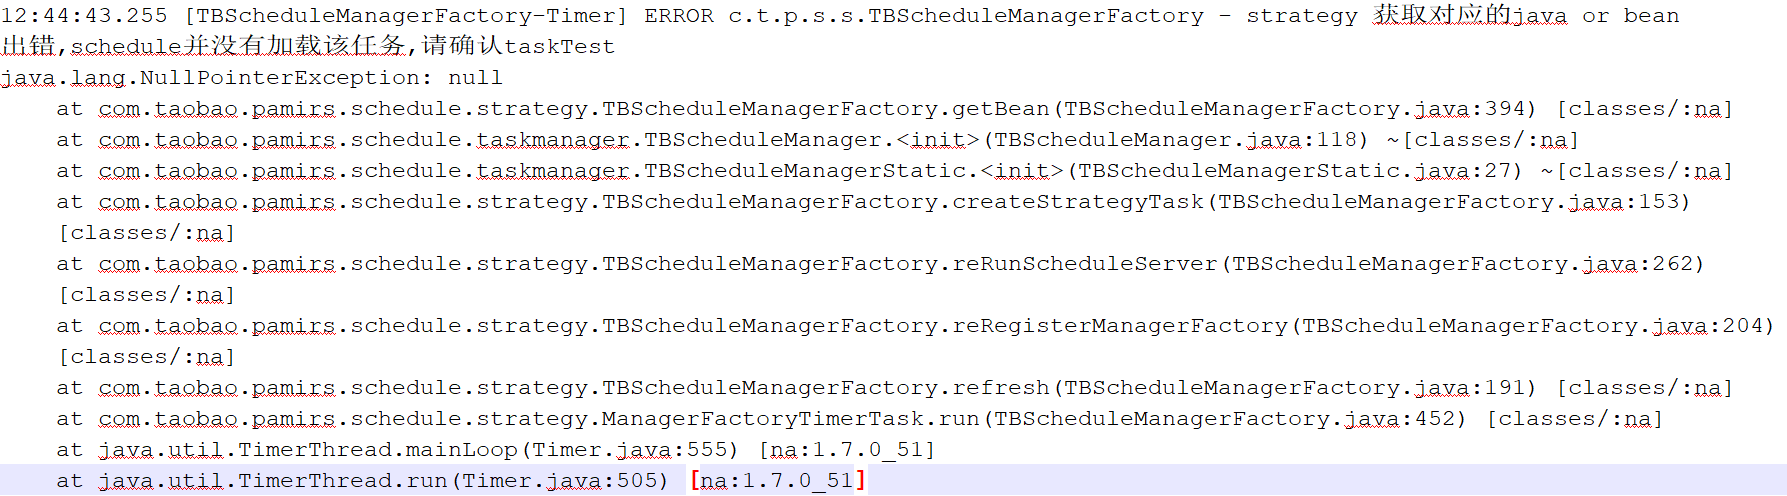 12:44:43.255 [TBScheduleManagerFactory-Timer] ERROR c.t.p.s.s.TBScheduleManagerFactory - strategy 获取对应的java or bean
出错,schedule并没有加载该任务,请确认taskTest
java.lang.NullPointerException: null
at com.taobao.pamirs.schedule.strategy.TBScheduleManagerFactory.getBean(TBScheduleManagerFactory.java:394) [classes/:na]
at com.taobao.pamirs.schedule.taskmanager.TBScheduleManager.<init>(TBScheduleManager.java:118) ~[classes/:na]
at com.taobao.pamirs.schedule.taskmanager.TBScheduleManagerStatic.<init>(TBScheduleManagerStatic.java:27) ~[classes/:na]
at com.taobao.pamirs.schedule.strategy.TBScheduleManagerFactory.createStrategyTask(TBScheduleManagerFactory.java:153)
[classes/:na]
at com.taobao.pamirs.schedule.strategy.TBScheduleManagerFactory.reRunScheduleServer(TBScheduleManagerFactory.java:262)
[classes/:na]
at com.taobao.pamirs.schedule.strategy.TBScheduleManagerFactory.reRegisterManagerFactory(TBScheduleManagerFactory.java:204)
[classes/:na]
at com.taobao.pamirs.schedule.strategy.TBScheduleManagerFactory.refresh(TBScheduleManagerFactory.java:191) [classes/:na]
at com.taobao.pamirs.schedule.strategy.ManagerFactoryTimerTask.run(TBScheduleManagerFactory.java:452) [classes/:na]
at java.util.TimerThread.mainLoop(Timer.java:555) [na:1.7.0_51]
at java.util.TimerThread.run(Timer.java:505) [na:1.7.0_51]